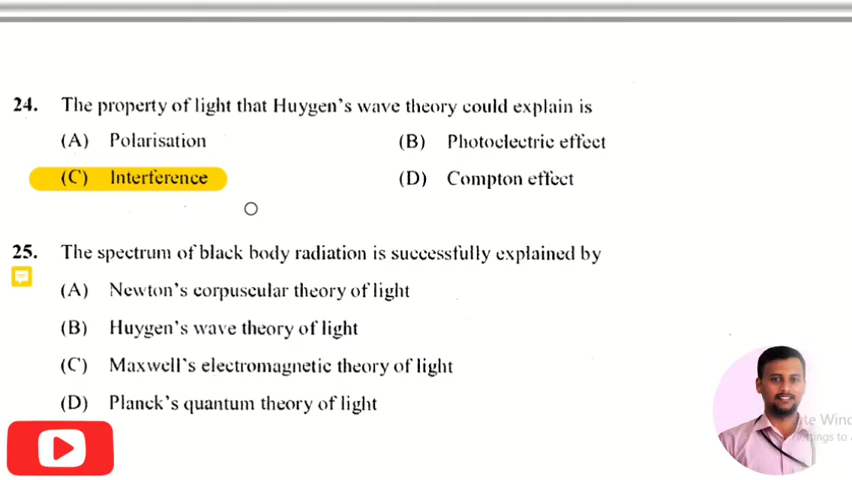 24. The property of light that Huygen's wave theory could explain is
(A) Polarisation (B) Photoelectric effect
(C) Interference (D) Compton effect
25. The spectrum of black body radiation is successfully explained by
(A) Newton's corpuscular theory of light
(B) Huygen's wave theory of light
(C) Maxwell's electromagnetic theory of light
(D) Planck's quantum theory of light